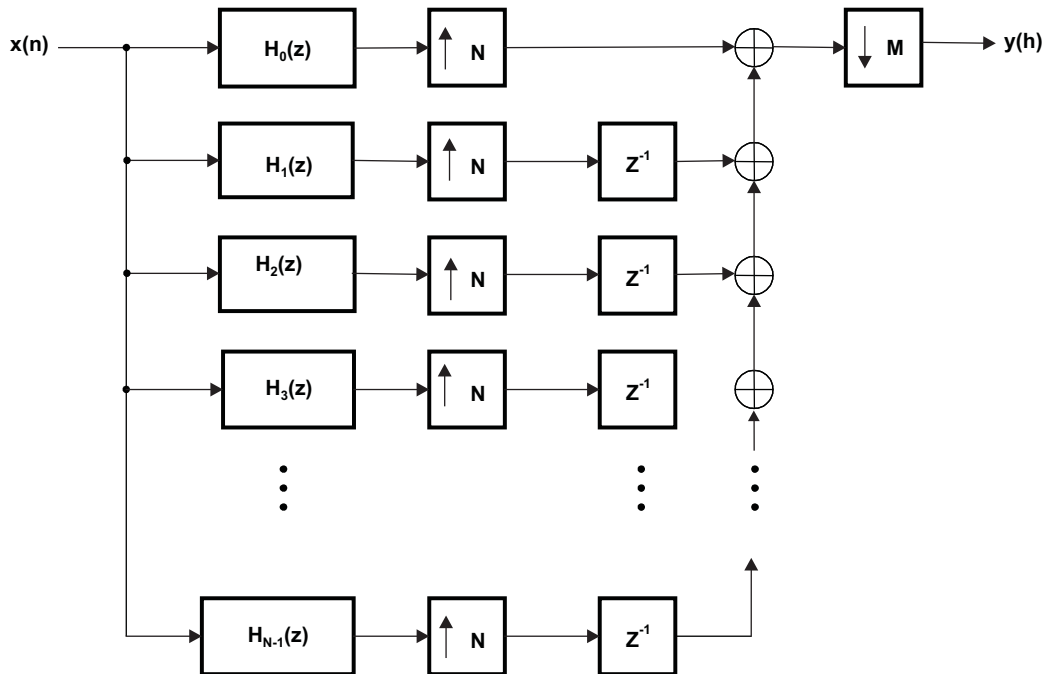 x(n) H₀(z) N M y(h)
H₁(z) N Z⁻¹
H₂(z) N Z⁻¹
H₃(z) N Z⁻¹
Hₙ₋₁(z) N Z⁻¹